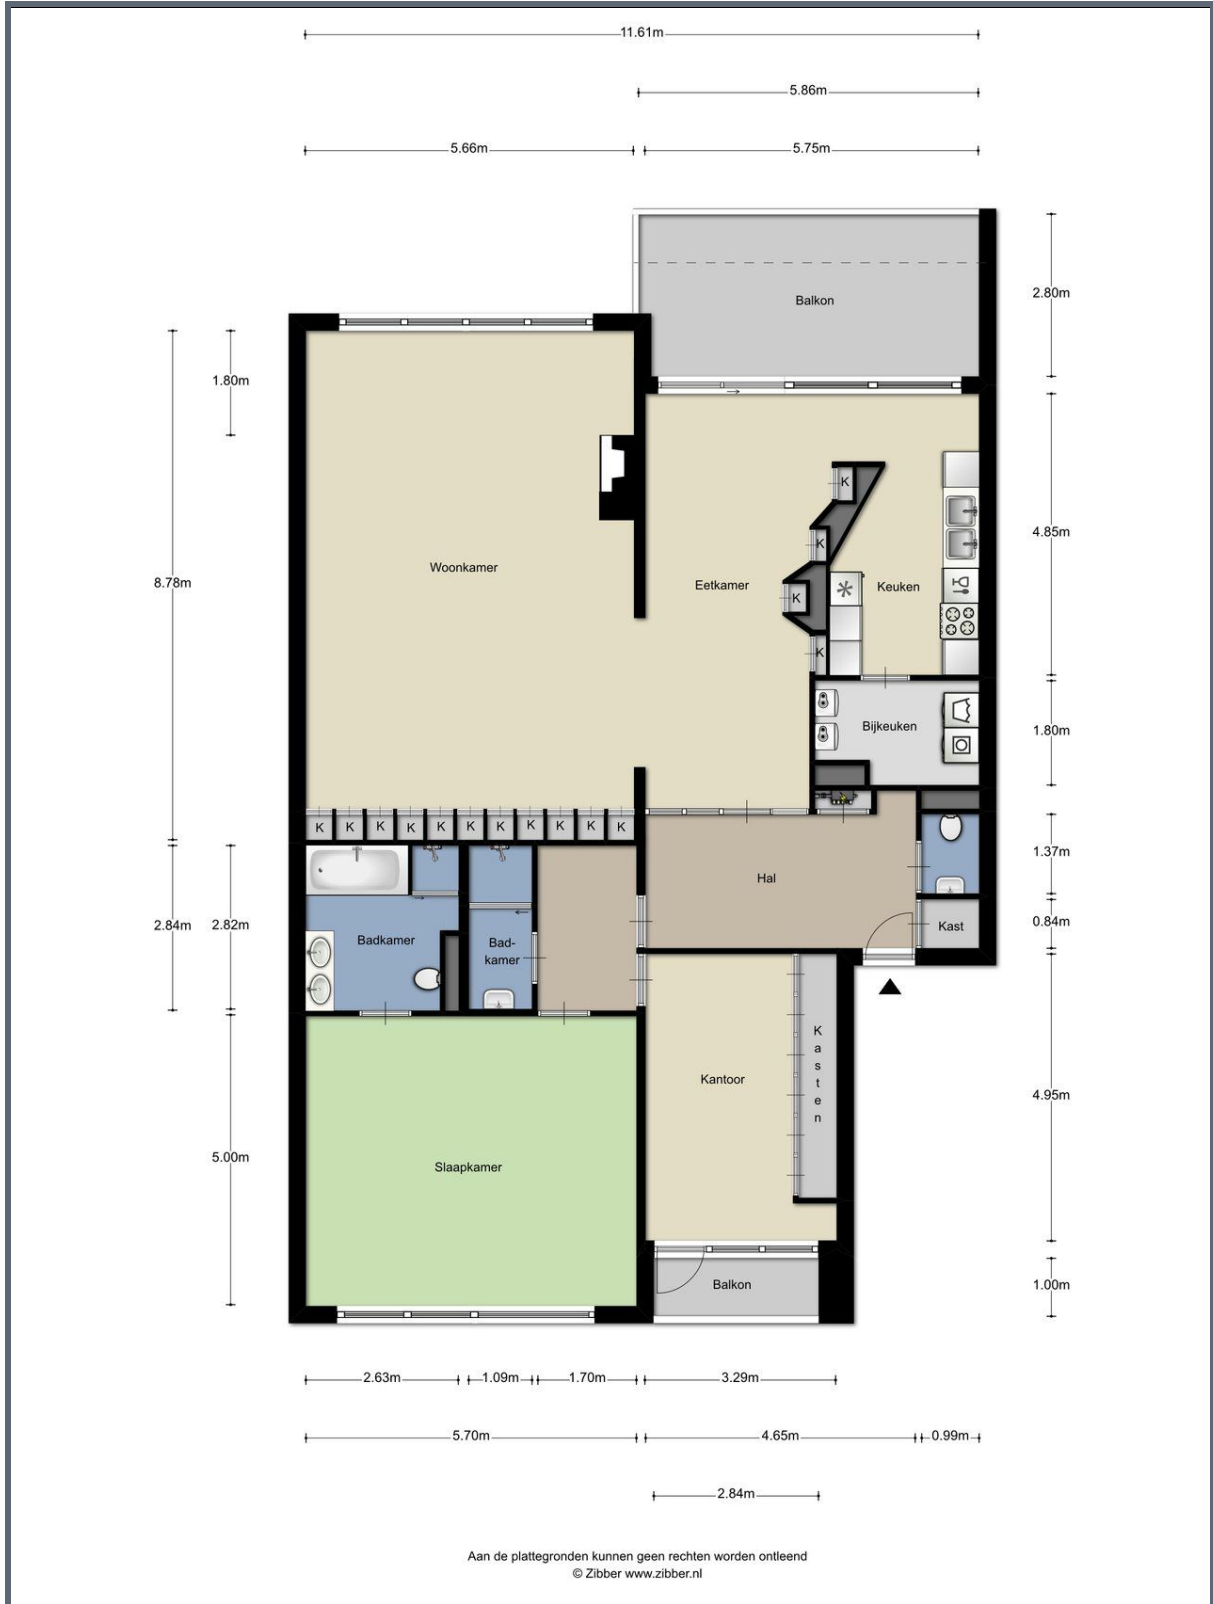 11.61m
5.86m
5.66m
5.75m
Balkon
2.80m
1.80m
8.78m
Woonkamer
Eetkamer
Keuken
K
K
K
K
4.85m
Bijkeuken
1.80m
K K K K K K K K K K K
Hal
1.37m
Kast
0.84m
2.84m
2.82m
Badkamer
Bad-
kamer
Kantoor
K
a
s
t
e
n
4.95m
Slaapkamer
5.00m
Balkon
1.00m
2.63m
1.09m
1.70m
3.29m
5.70m
4.65m
0.99m
2.84m
Aan de plattegronden kunnen geen rechten worden ontleend
© Zibber www.zibber.nl